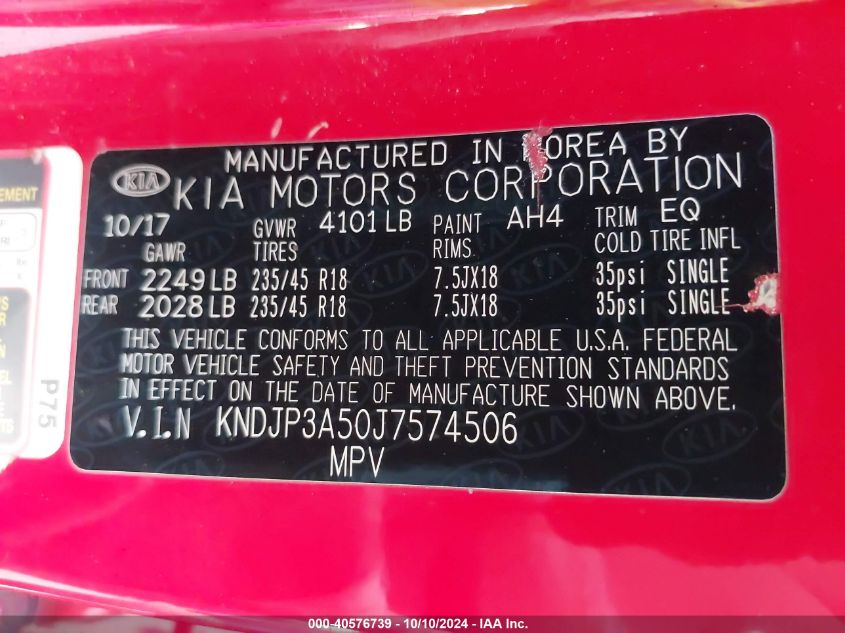 MANUFACTURED IN KOREA BY
KIA KIA MOTORS CORPORATION
10/17 GVWR 4101 LB PAINT AH4 TRIM EQ
GAWR TIRES RIMS COLD TIRE INFL
FRONT 2249 LB 235/45 R18 7.5JX18 35psi SINGLE
REAR 2028 LB 235/45 R18 7.5JX18 35psi SINGLE
THIS VEHICLE CONFORMS TO ALL APPLICABLE U.S.A. FEDERAL
MOTOR VEHICLE SAFETY AND THEFT PREVENTION STANDARDS
IN EFFECT ON THE DATE OF MANUFACTURE SHOWN ABOVE.
V.I.N KNDJP3A50J7574506
MPV
P75
000-40576739 - 10/10/2024 - IAA Inc.